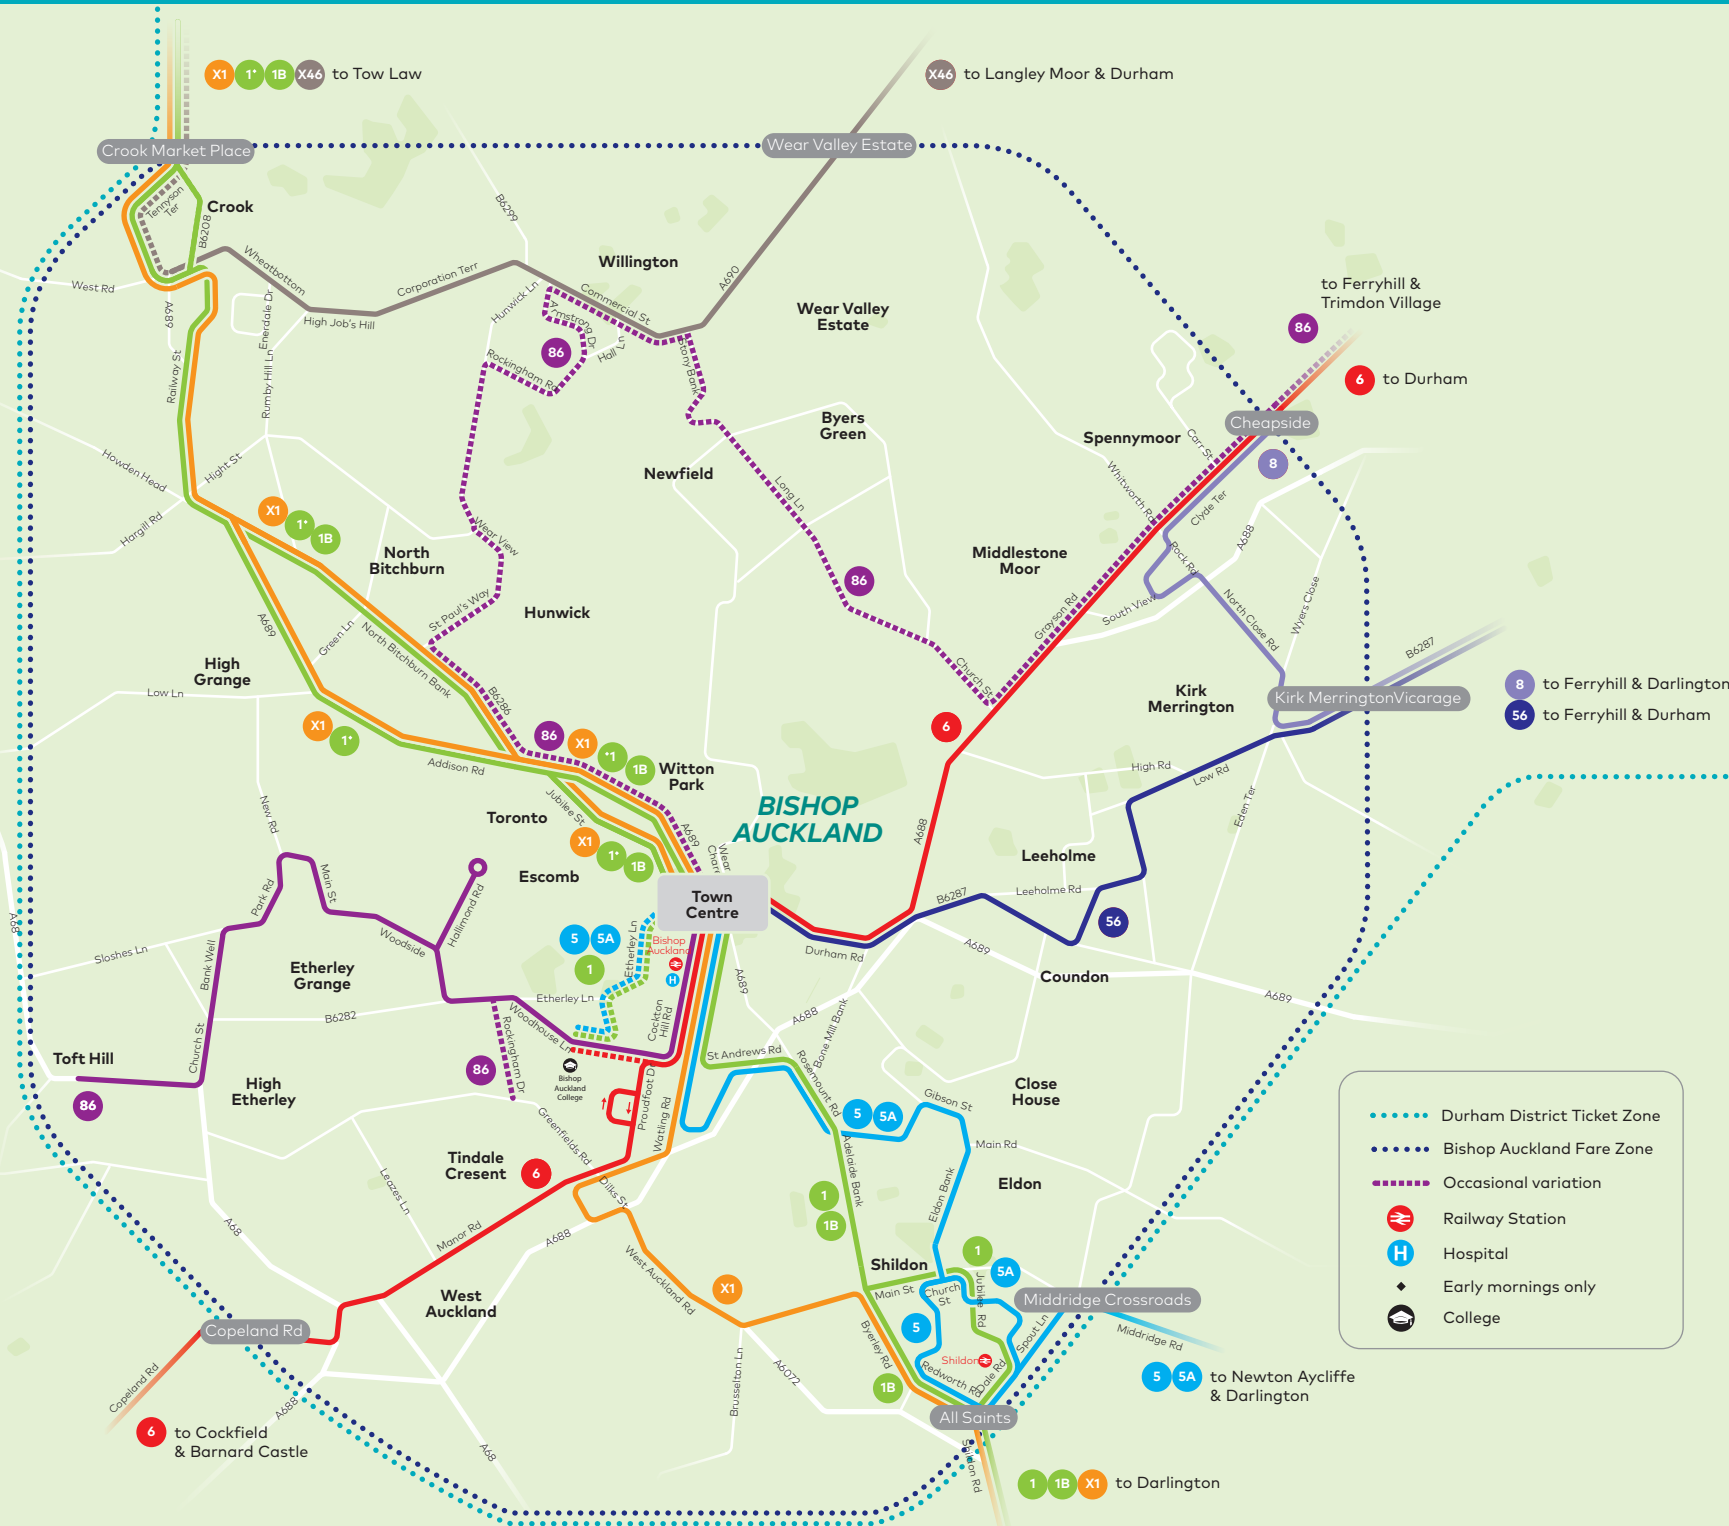 X1 1* 1B X46 to Tow Law
X46 to Langley Moor & Durham
Crook Market Place
Wear Valley Estate
Tennyson
Ter
Crook
B6208
B6299
West Rd
A689
Wheatbottom
Enerdale Dr
High Job's Hill
Corporation Terr
Willington
Hunwick Ln
Commercial St
Armstrong Dr
Hall Ln
A690
Wear Valley
Estate
to Ferryhill &
Trimdon Village
86
6 to Durham
Railway St
Rumby Hill Ln
86
Rockingham Rd
Stony Bank
Byers
Green
Spennymoor
Carr St
Cheapside
8
Howden Head
Hight St
Hargill Rd
Newfield
Long Ln
Whitworth Rd
Clyde Ter
A688
X1
1*
1B
North
Bitchburn
Wear View
St Paul's Way
Hunwick
86
Middlestone
Moor
Rock Rd
South View
Grayson Rd
North Close Rd
Wyers Close
B6287
A689
Green Ln
North Bitchburn Bank
High
Grange
Low Ln
B6286
Church St
Kirk
Merrington
Kirk MerringtonVicarage
8 to Ferryhill & Darlington
56 to Ferryhill & Durham
X1
1*
86
X1
*1
1B
Witton
Park
6
Addison Rd
High Rd
Low Rd
Eden Ter
New Rd
Jubilee St
Toronto
A689
BISHOP
AUCKLAND
A688
X1
1*
1B
Wear
Leeholme
Park Rd
Main St
Hallimond Rd
Escomb
Town
Centre
B6287
Leeholme Rd
56
A68
Woodside
5 5A
1
Etherley Ln
Bishop
Auckland
H
Durham Rd
A689
Coundon
A689
Sloshes Ln
Bank Well
Etherley
Grange
Etherley Ln
A689
B6282
Woodhouse Ln
Cockton
Hill Rd
A688
Bone Mill Bank
Toft Hill
Church St
86
High
Etherley
Rockingham Dr
86
Bishop
Auckland
College
St Andrews Rd
Rosemount Rd
Close
House
Proudfoot Dr
Watling Rd
5 5A
Gibson St
Greenfields Rd
Adelaide Bank
Main Rd
Tindale
Cresent
6
Dilks St
Leazes Ln
1
1B
Eldon Bank
Eldon
A68
Manor Rd
A688
West Auckland Rd
Shildon
1
5A
X1
Main St
Church
St
Jubilee Rd
West
Auckland
Copeland Rd
Middridge Crossroads
5
Byerley Rd
Shildon
Redworth Rd
Dale Rd
Spout Ln
Middridge Rd
Copeland Rd
A688
Brusselton Ln
A6072
1B
All Saints
5 5A to Newton Aycliffe
& Darlington
6 to Cockfield
& Barnard Castle
A68
Shildon Rd
1 1B X1 to Darlington
Durham District Ticket Zone
Bishop Auckland Fare Zone
Occasional variation
Railway Station
H Hospital
Early mornings only
College